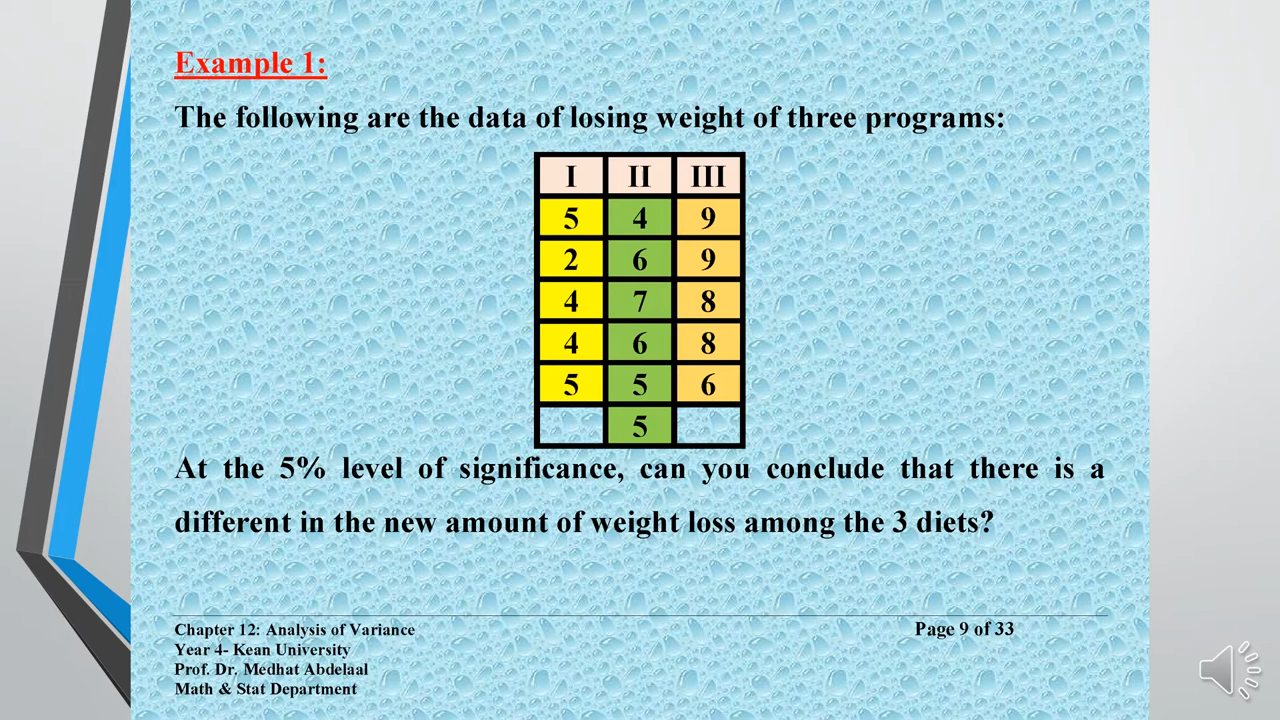 Example 1:
The following are the data of losing weight of three programs:
I II III
5 4 9
2 6 9
4 7 8
4 6 8
5 5 6
5
At the 5% level of significance, can you conclude that there is a
different in the new amount of weight loss among the 3 diets?
Chapter 12: Analysis of Variance Page 9 of 33
Year 4- Kean University
Prof. Dr. Medhat Abdelaal
Math & Stat Department